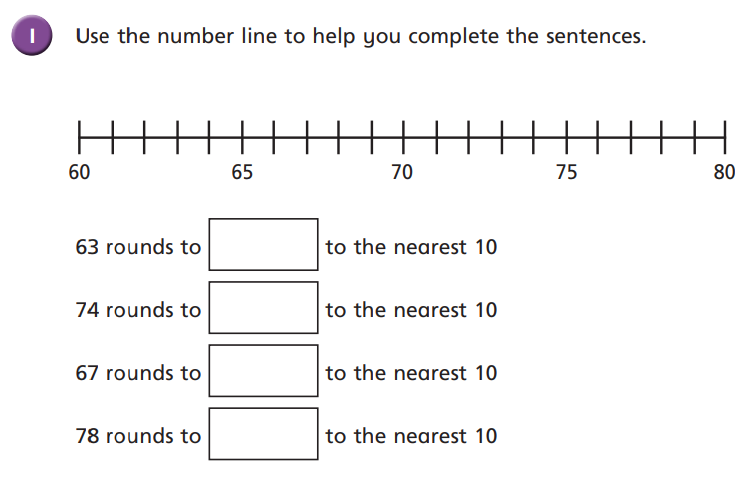 1 Use the number line to help you complete the sentences.
60 65 70 75 80
63 rounds to to the nearest 10
74 rounds to to the nearest 10
67 rounds to to the nearest 10
78 rounds to to the nearest 10